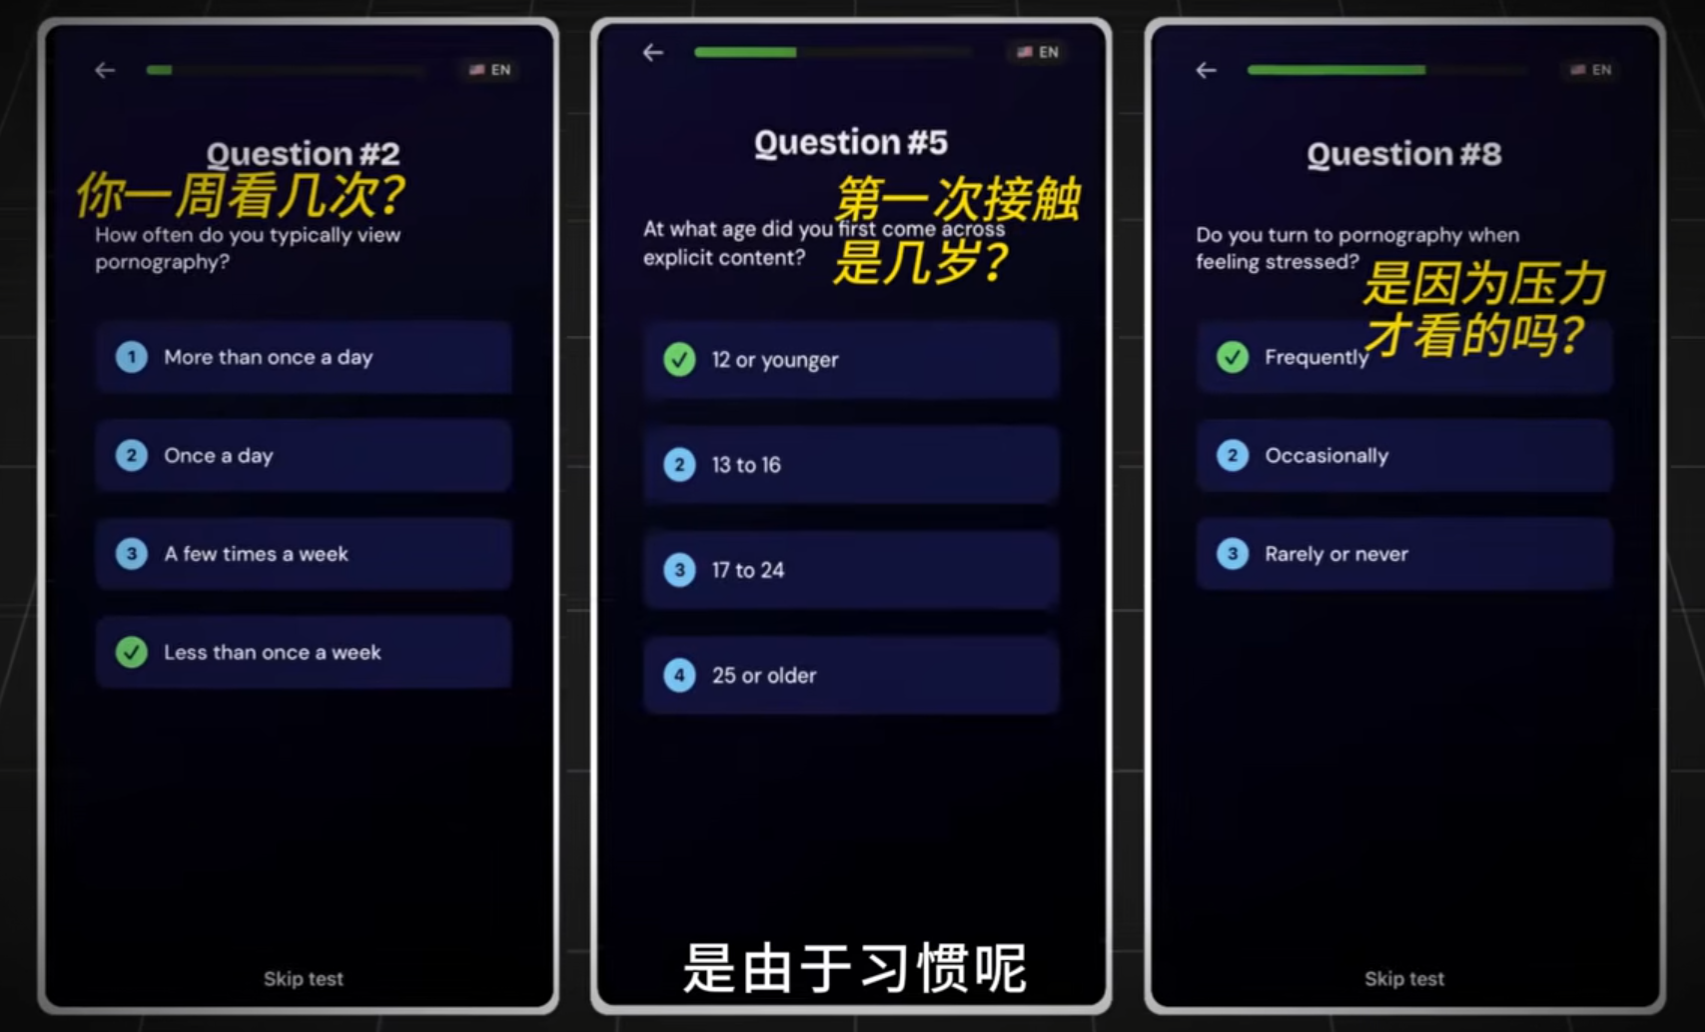 EN
Question #2
你一周看几次?
How often do you typically view
pornography?
1 More than once a day
2 Once a day
3 A few times a week
Less than once a week
Skip test
EN
Question #5
第一次接触
At what age did you first come across
explicit content?
是几岁?
12 or younger
2 13 to 16
3 17 to 24
4 25 or older
是由于习惯呢
EN
Question #8
Do you turn to pornography when
feeling stressed?
是因为压力
才看的吗?
Frequently
2 Occasionally
3 Rarely or never
Skip test